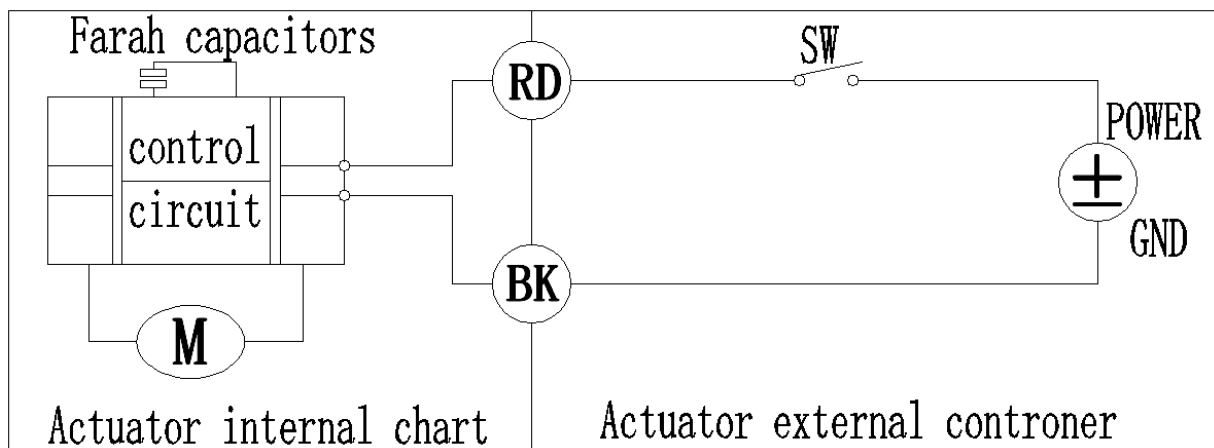 Farah capacitors
RD
SW
POWER
control
circuit
GND
BK
M
Actuator internal chart
Actuator external controner